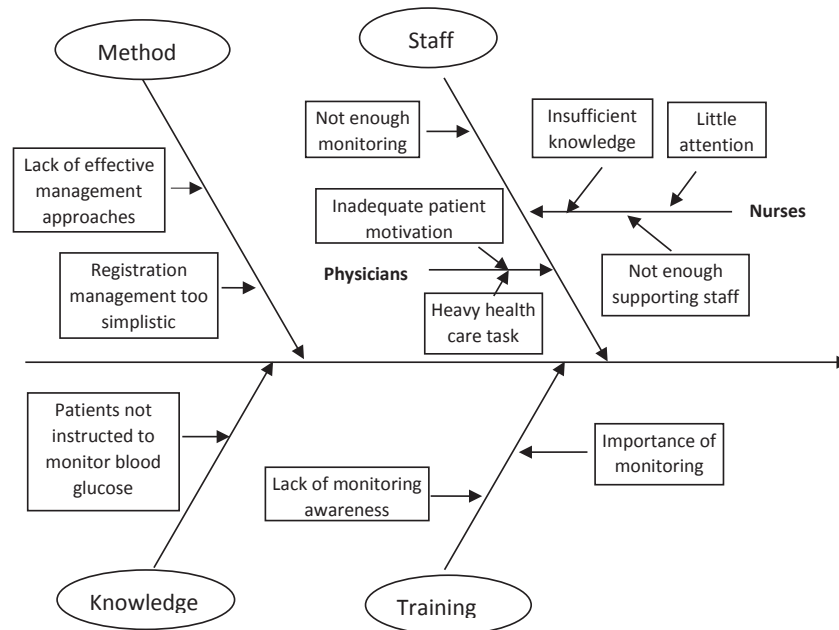 Method
Staff
Not enough
monitoring
Insufficient
knowledge
Little
attention
Lack of effective
management
approaches
Inadequate patient
motivation
Nurses
Physicians
Registration
management too
simplistic
Not enough
supporting staff
Heavy health
care task
Patients not
instructed to
monitor blood
glucose
Importance of
monitoring
Lack of monitoring
awareness
Knowledge
Training